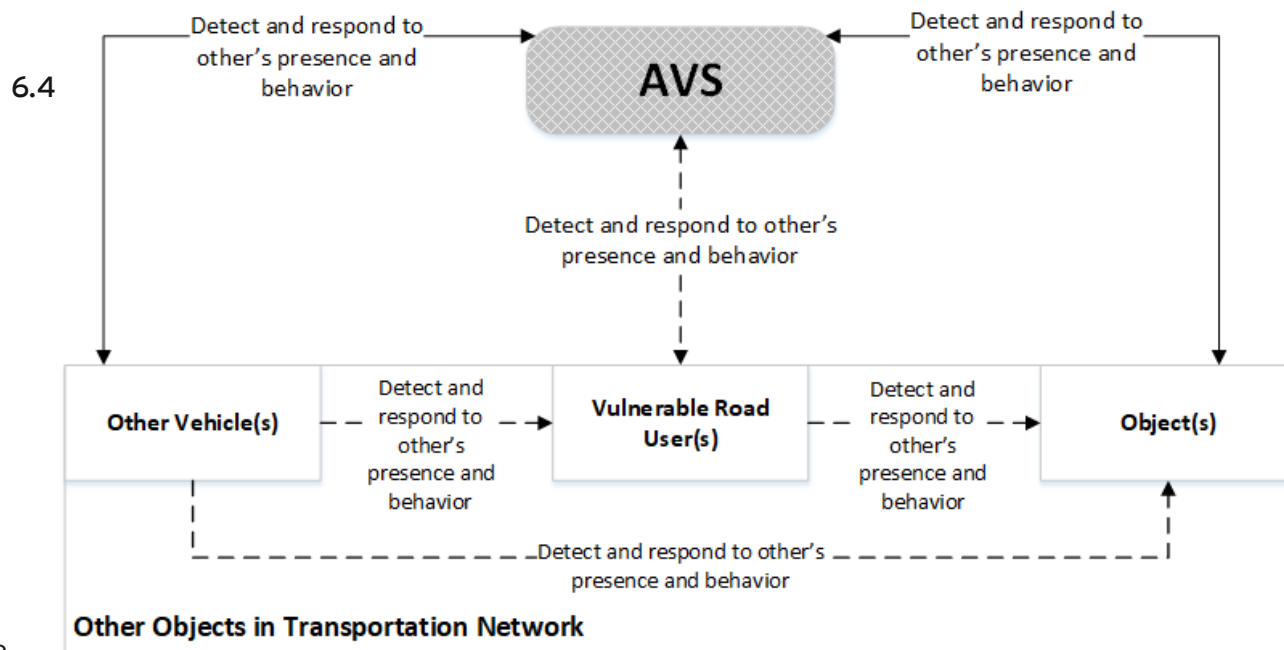 Detect and respond to
other's presence and
behavior
Detect and respond to
other's presence and
behavior
6.4
AVS
Detect and respond to other's
presence and behavior
Other Vehicle(s)
Detect and
respond to
other's
presence and
behavior
Vulnerable Road
User(s)
Detect and
respond to
other's
presence and
behavior
Object(s)
Detect and respond to other's
presence and behavior
Other Objects in Transportation Network